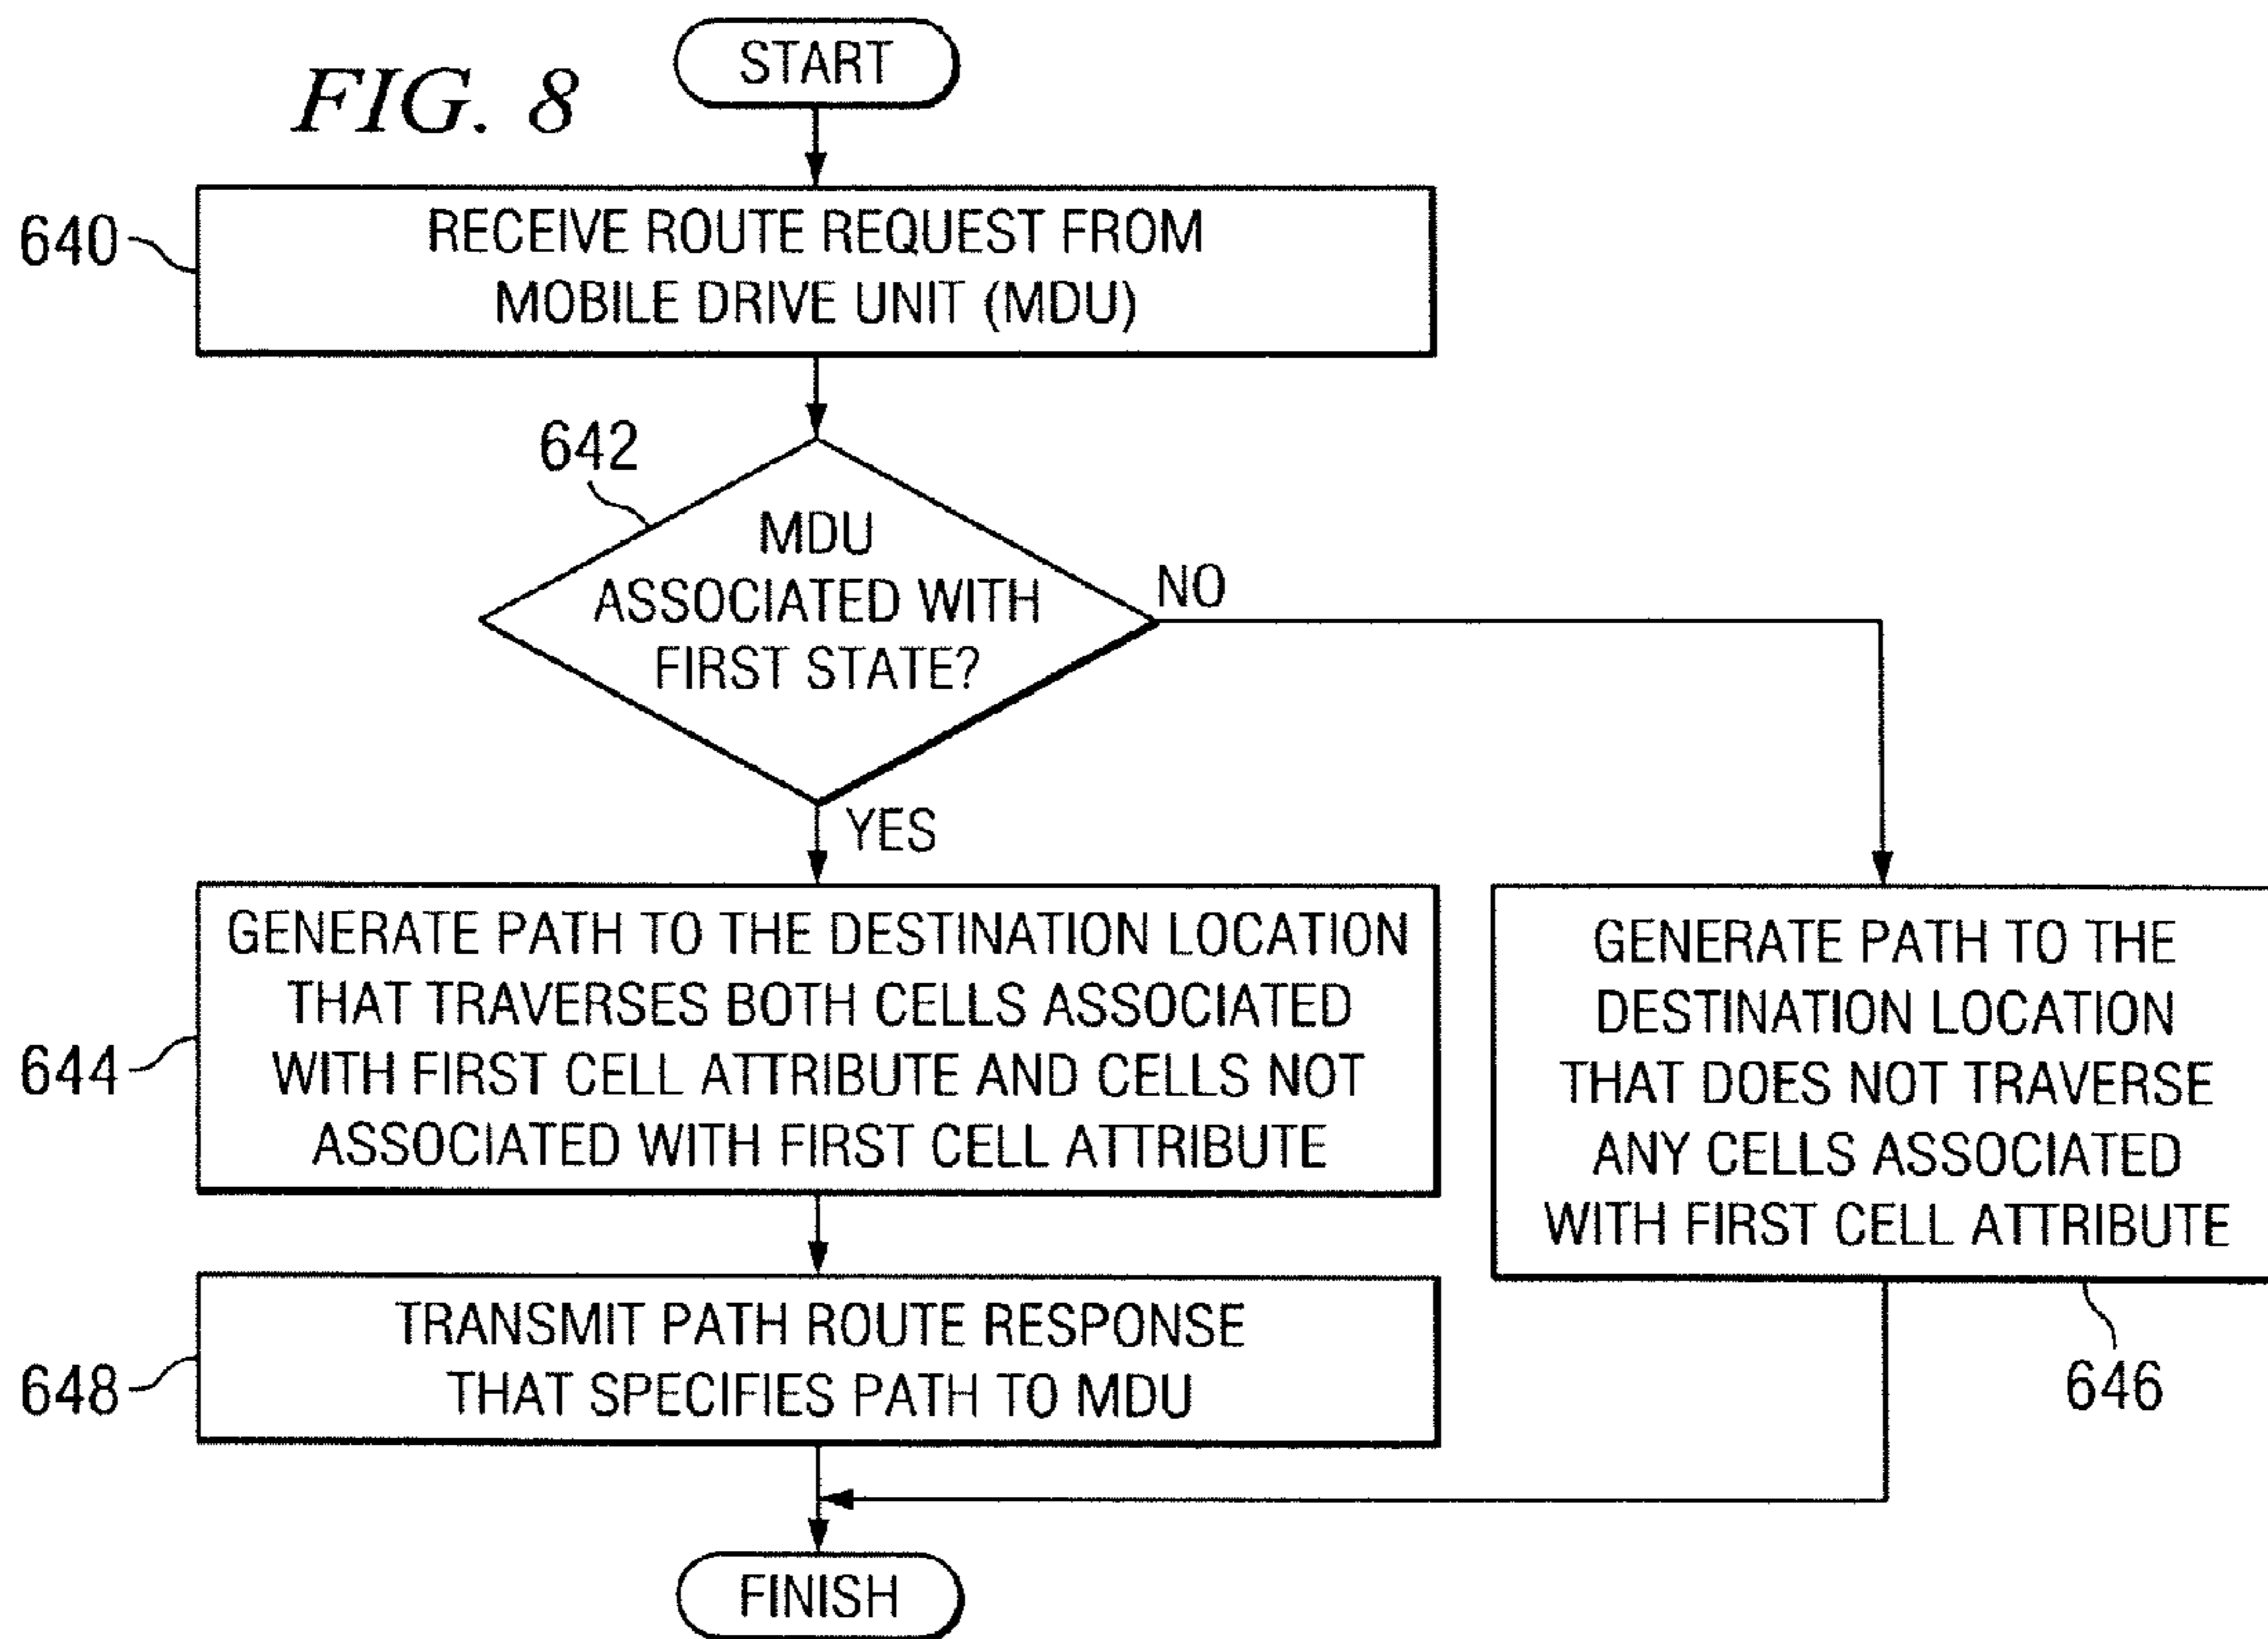 FIG. 8
START
640
RECEIVE ROUTE REQUEST FROM
MOBILE DRIVE UNIT (MDU)
642
MDU
ASSOCIATED WITH
FIRST STATE?
NO
YES
644
GENERATE PATH TO THE DESTINATION LOCATION
THAT TRAVERSES BOTH CELLS ASSOCIATED
WITH FIRST CELL ATTRIBUTE AND CELLS NOT
ASSOCIATED WITH FIRST CELL ATTRIBUTE
GENERATE PATH TO THE
DESTINATION LOCATION
THAT DOES NOT TRAVERSE
ANY CELLS ASSOCIATED
WITH FIRST CELL ATTRIBUTE
646
648
TRANSMIT PATH ROUTE RESPONSE
THAT SPECIFIES PATH TO MDU
FINISH